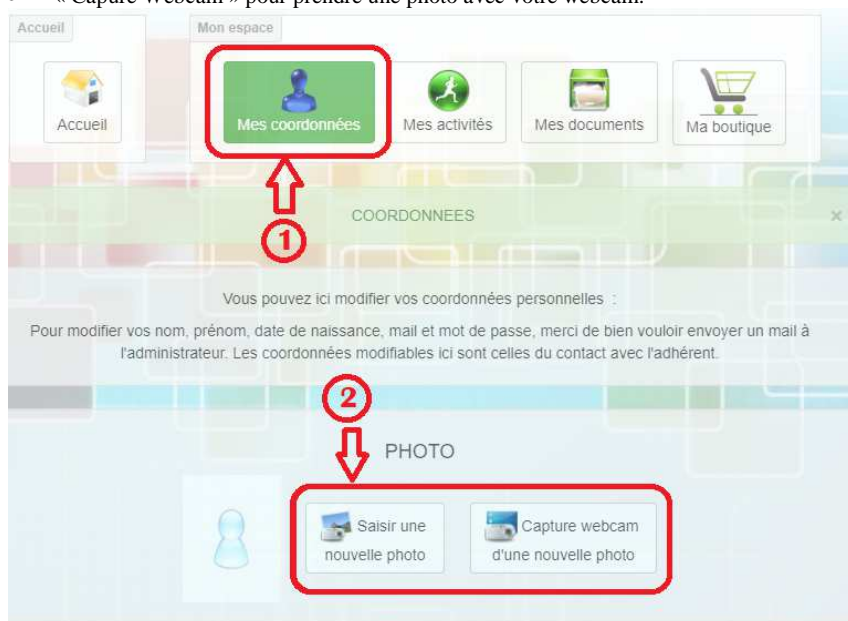 « Capure Webcam » pour prendre une photo avec votre webcam.
Accueil
Mon espace
Accueil
Mes coordonnées
Mes activités
Mes documents
Ma boutique
1
COORDONNEES
×
Vous pouvez ici modifier vos coordonnées personnelles :
Pour modifier vos nom, prénom, date de naissance, mail et mot de passe, merci de bien vouloir envoyer un mail à
l'administrateur. Les coordonnées modifiables ici sont celles du contact avec l'adhérent.
2
PHOTO
Saisir une
nouvelle photo
Capture webcam
d'une nouvelle photo